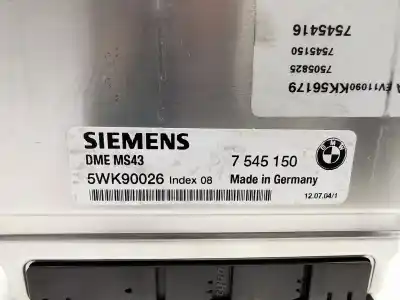 7545416
7545150
7505825
EV11090KK56179
SIEMENS
DME MS43
7 545 150
BMW
5WK90026 Index 08
Made in Germany
12.07.04/1